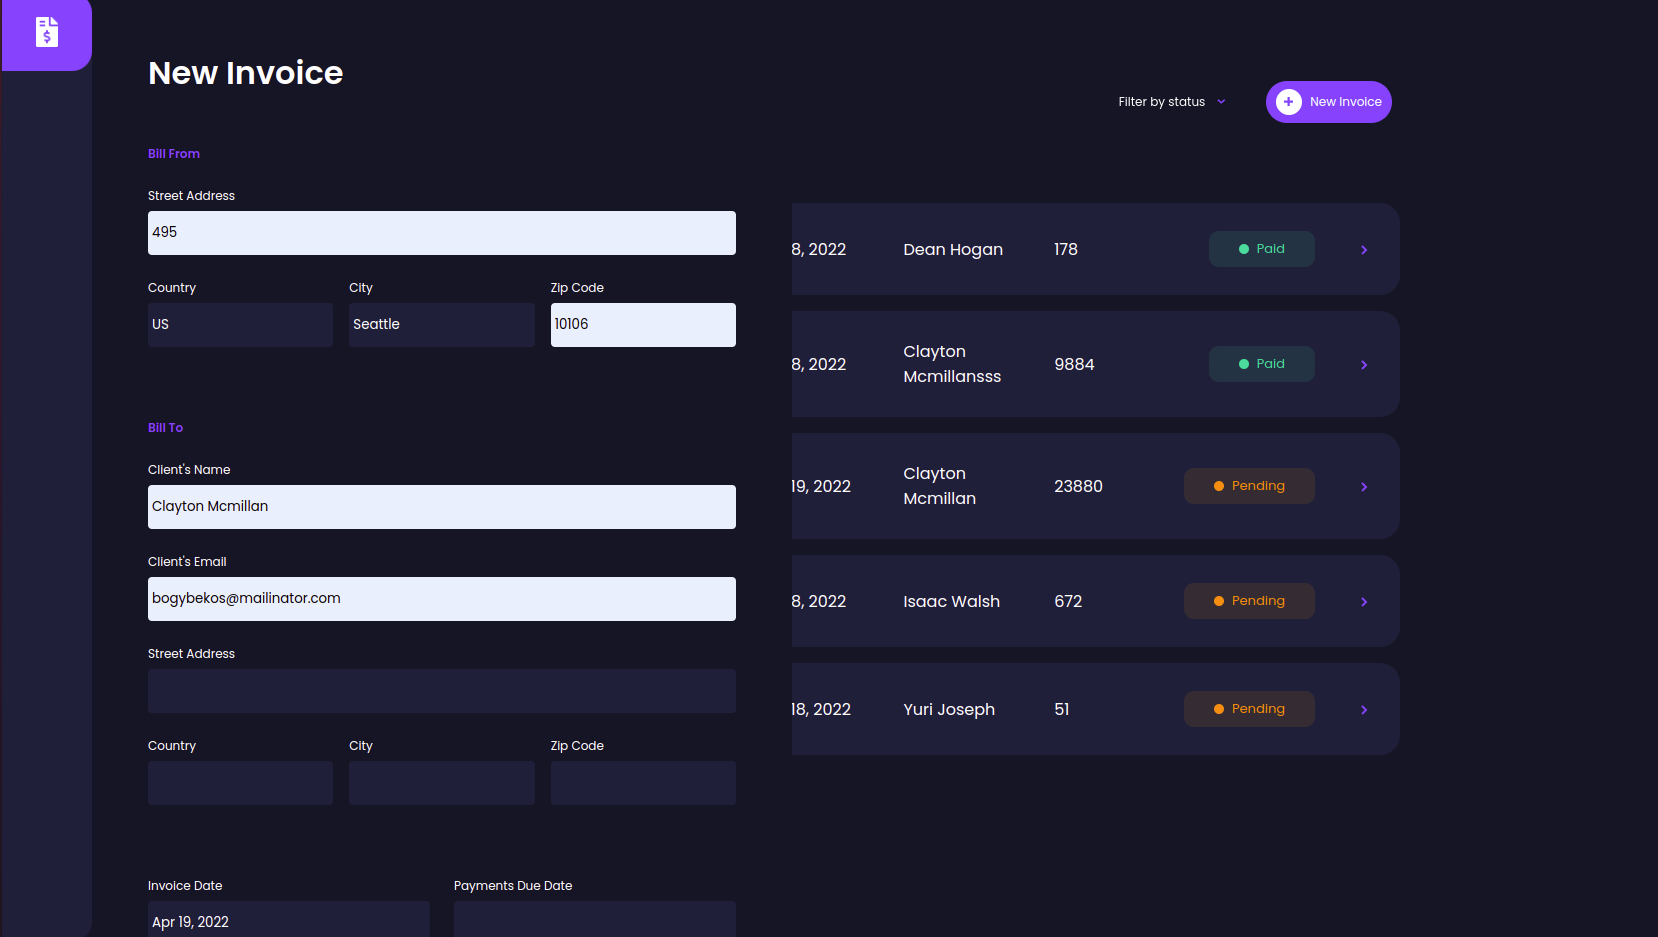 New Invoice
Bill From
Street Address
495
Country City Zip Code
US Seattle 10106
Bill To
Client's Name
Clayton Mcmillan
Client's Email
bogybekos@mailinator.com
Street Address
Country City Zip Code
Invoice Date Payments Due Date
Apr 19, 2022
Filter by status New Invoice
8, 2022 Dean Hogan 178 Paid
8, 2022 Clayton
Mcmillansss 9884 Paid
19, 2022 Clayton
Mcmillan 23880 Pending
8, 2022 Isaac Walsh 672 Pending
18, 2022 Yuri Joseph 51 Pending